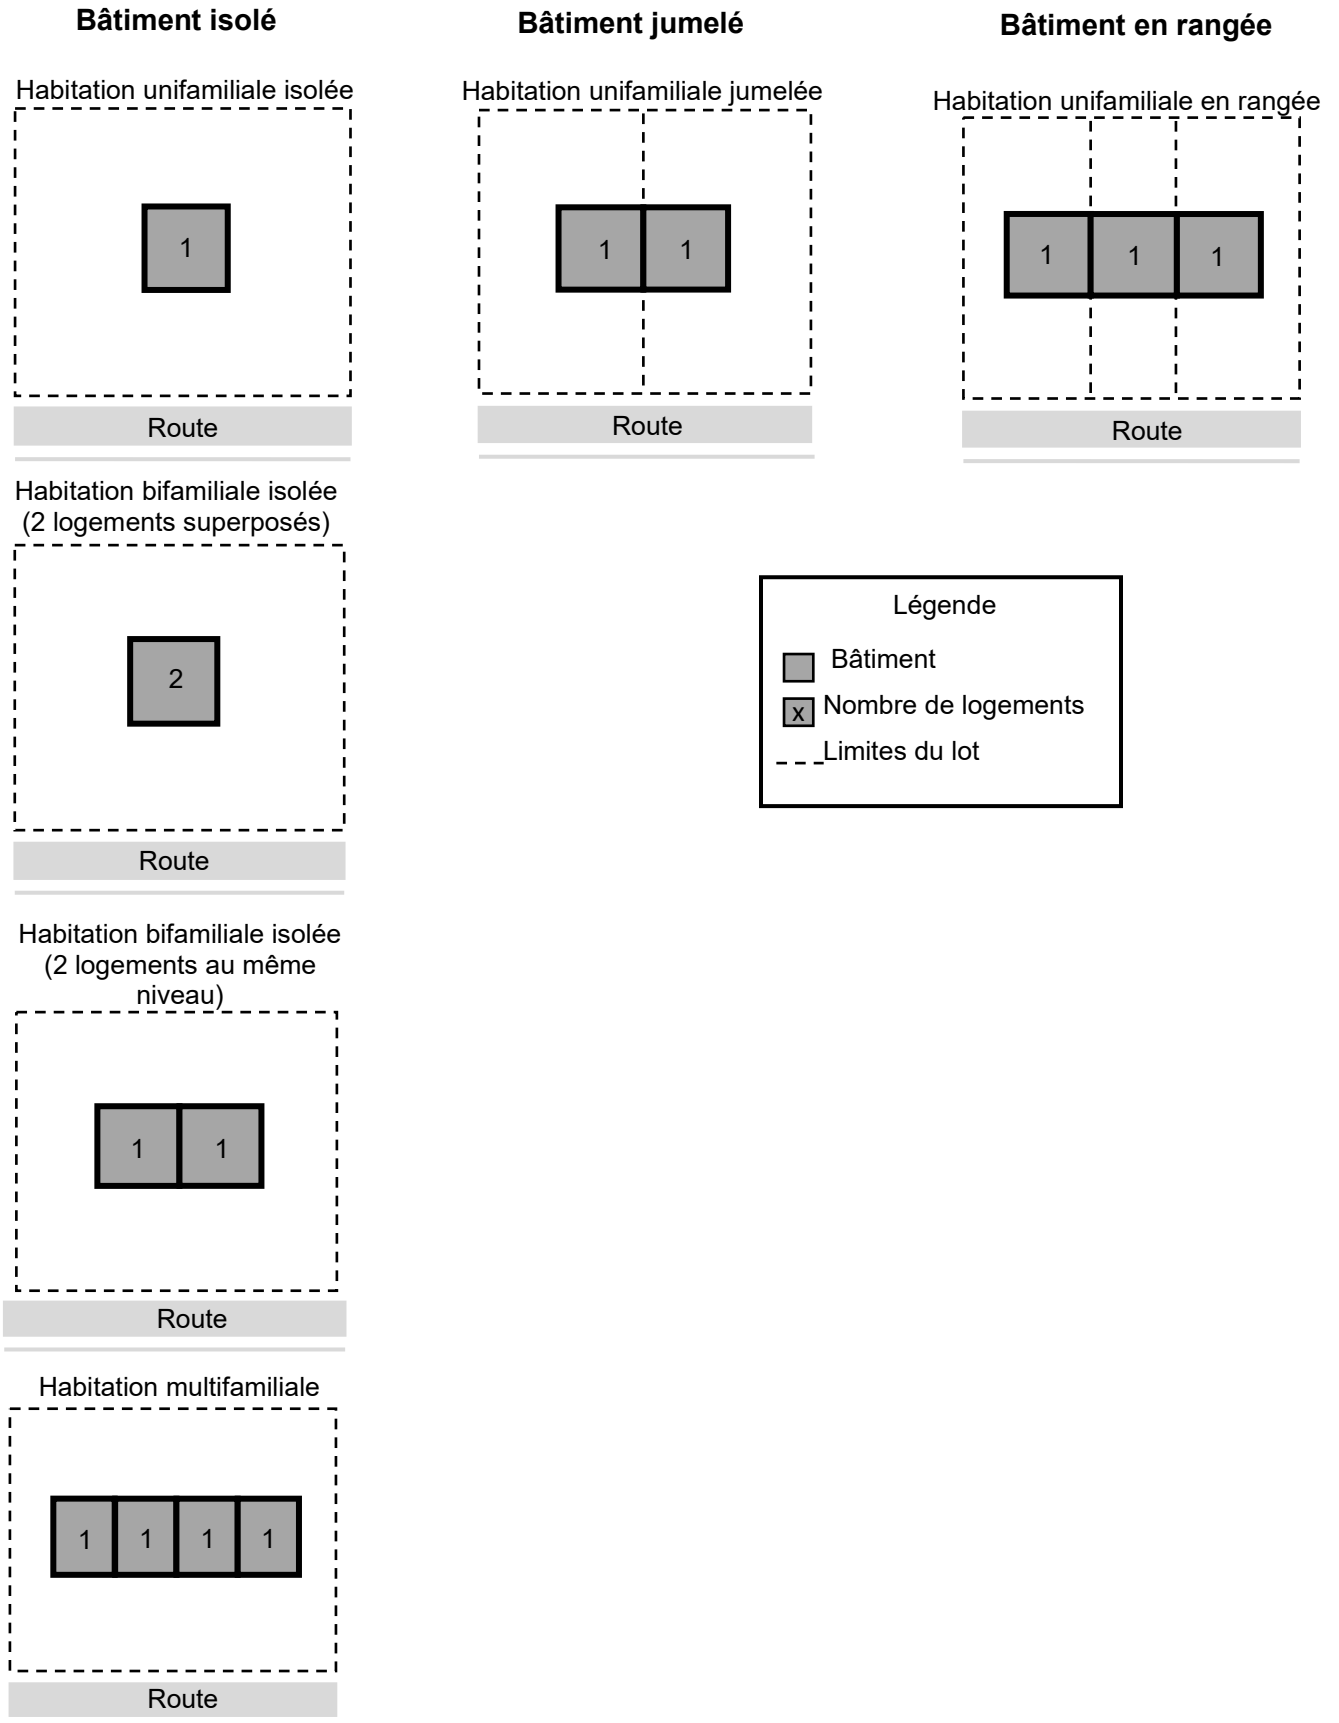 Bâtiment isolé
Bâtiment jumelé
Bâtiment en rangée
Habitation unifamiliale isolée
1
Route
Habitation unifamiliale jumelée
1 1
Route
Habitation unifamiliale en rangée
1 1 1
Route
Habitation bifamiliale isolée
(2 logements superposés)
2
Route
Légende
Bâtiment
x Nombre de logements
Limites du lot
Habitation bifamiliale isolée
(2 logements au même
niveau)
1 1
Route
Habitation multifamiliale
1 1 1 1
Route